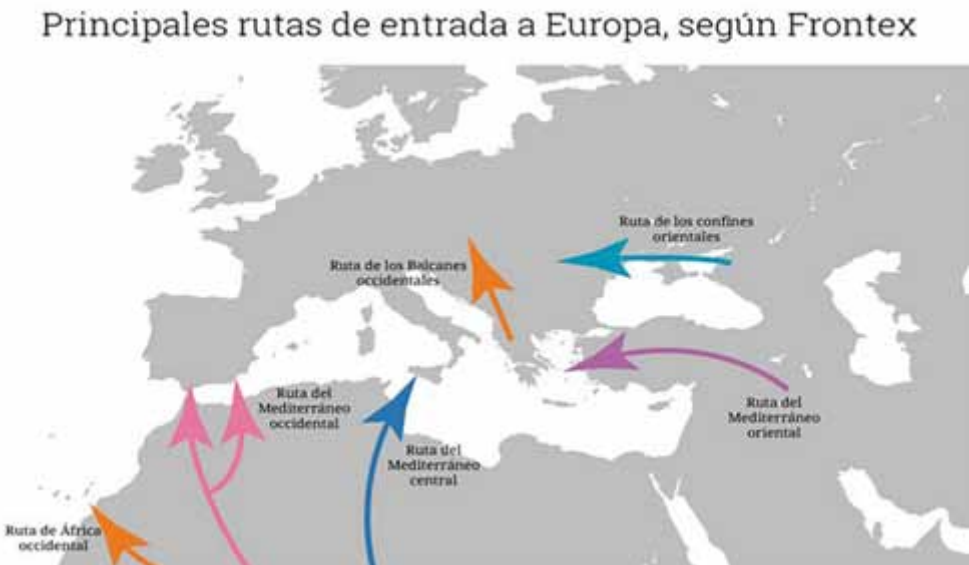 Principales rutas de entrada a Europa, según Frontex
Ruta de los confines
orientales
Ruta de los Balcanes
occidentales
Ruta del
Mediterráneo
occidental
Ruta del
Mediterráneo
oriental
Ruta del
Mediterráneo
central
Ruta de África
occidental